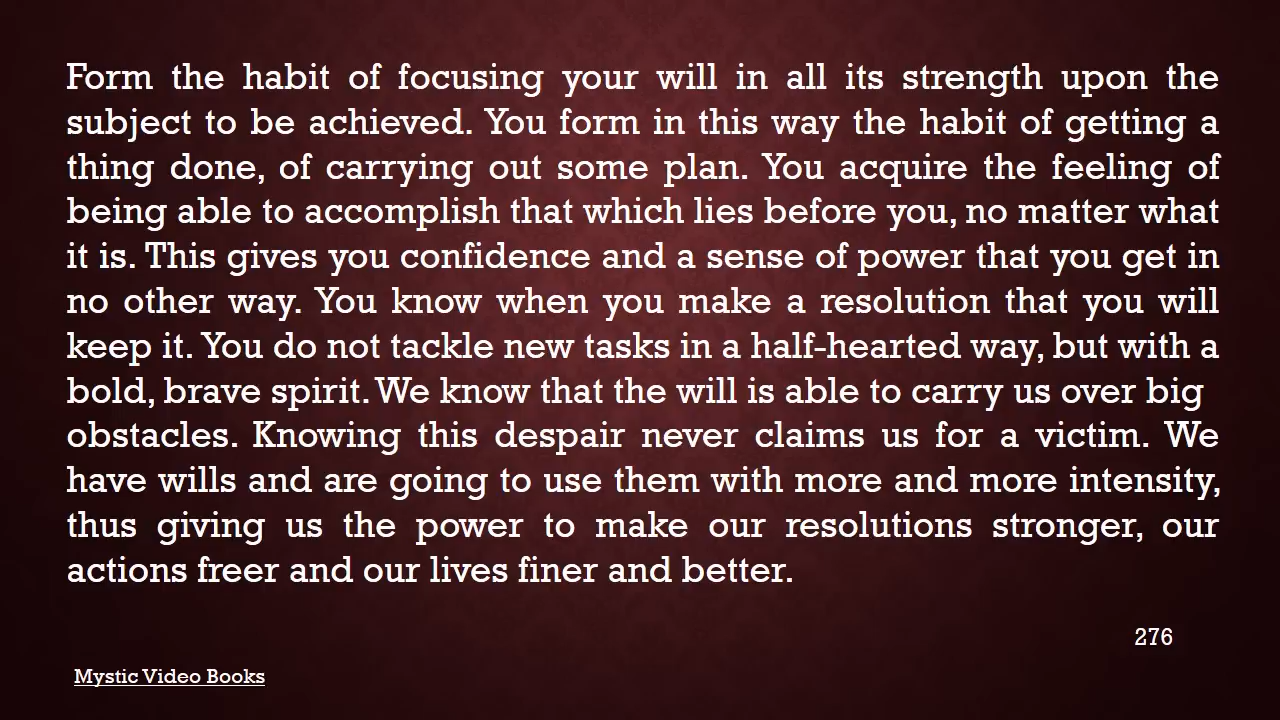 Form the habit of focusing your will in all its strength upon the
subject to be achieved. You form in this way the habit of getting a
thing done, of carrying out some plan. You acquire the feeling of
being able to accomplish that which lies before you, no matter what
it is. This gives you confidence and a sense of power that you get in
no other way. You know when you make a resolution that you will
keep it. You do not tackle new tasks in a half-hearted way, but with a
bold, brave spirit. We know that the will is able to carry us over big
obstacles. Knowing this despair never claims us for a victim. We
have wills and are going to use them with more and more intensity,
thus giving us the power to make our resolutions stronger, our
actions freer and our lives finer and better.
276
Mystic Video Books